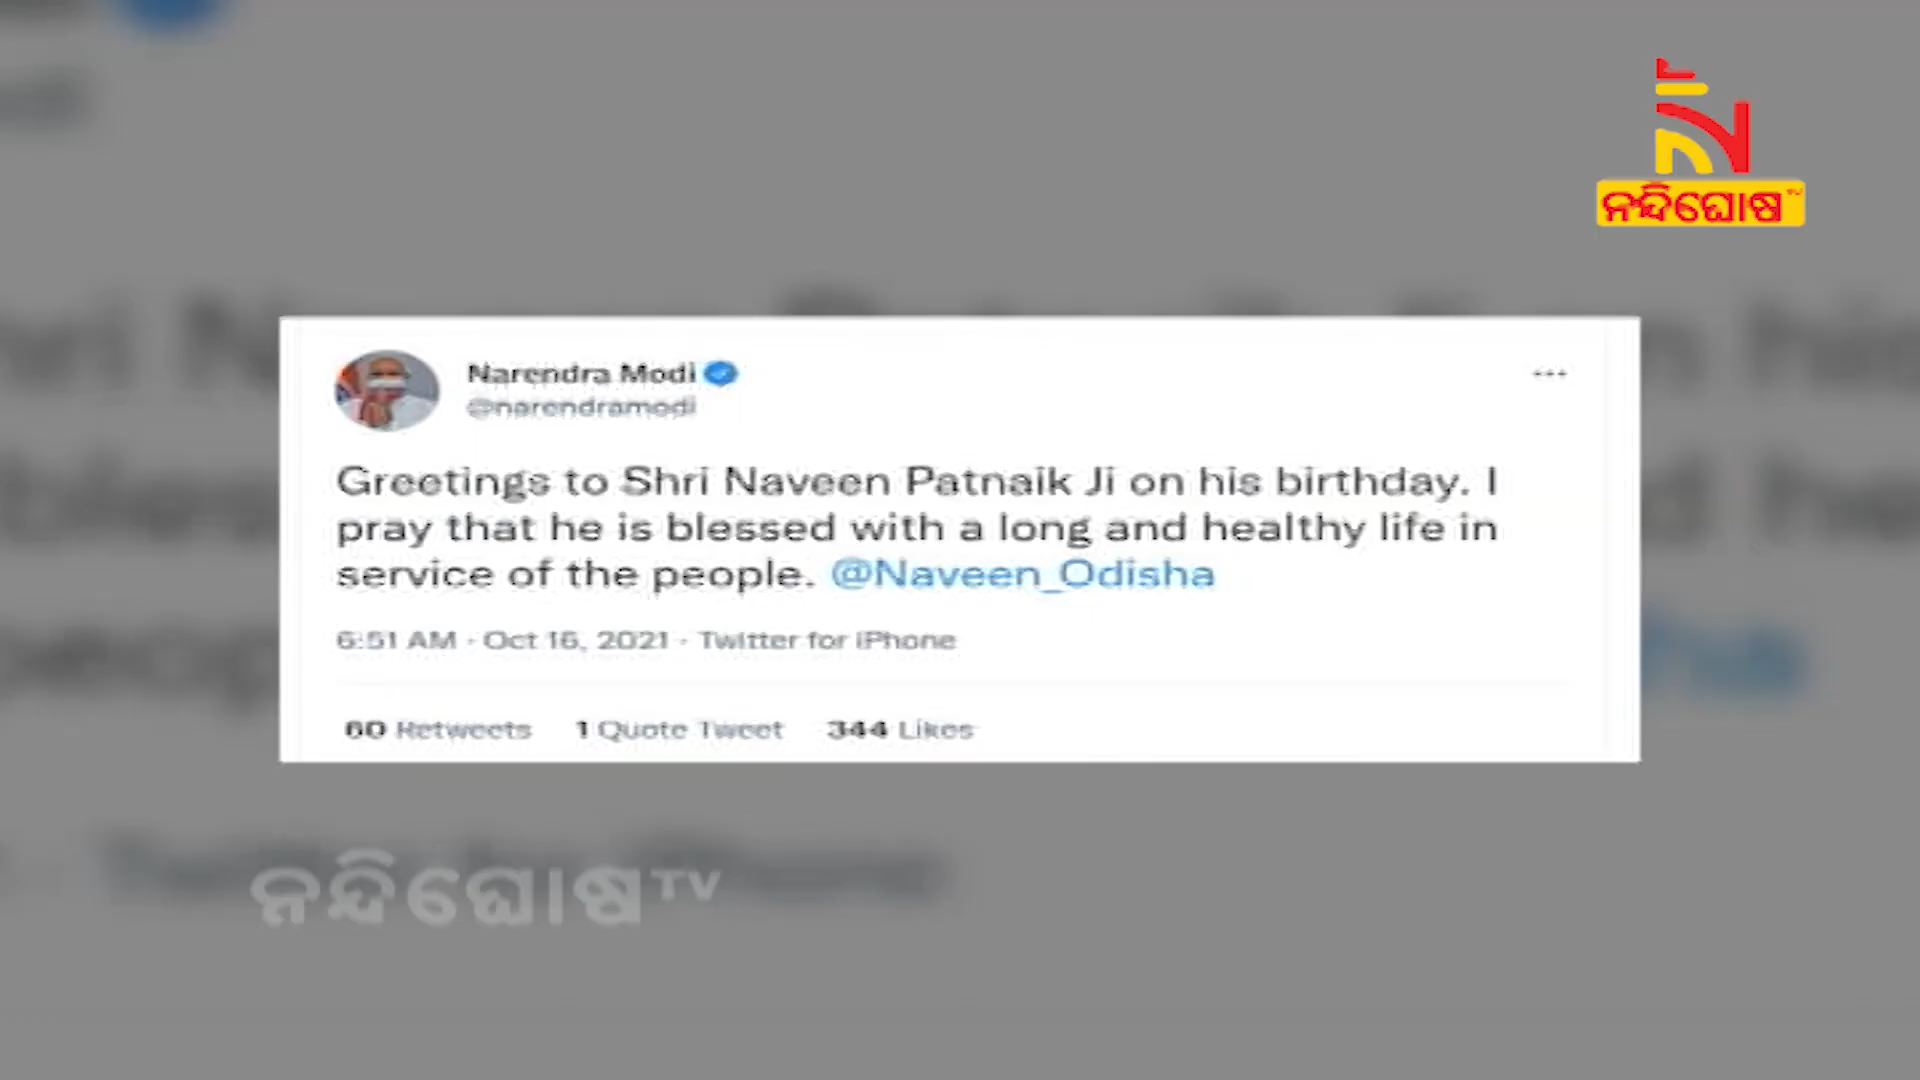 ନନ୍ଦିଘୋଷ TV
Narendra Modi
@narendramodi
Greetings to Shri Naveen Patnaik Ji on his birthday. I
pray that he is blessed with a long and healthy life in
service of the people. @Naveen_Odisha
6:51 AM · Oct 16, 2021 · Twitter for iPhone
60 Retweets 1 Quote Tweet 344 Likes
ନନ୍ଦିଘୋଷ TV